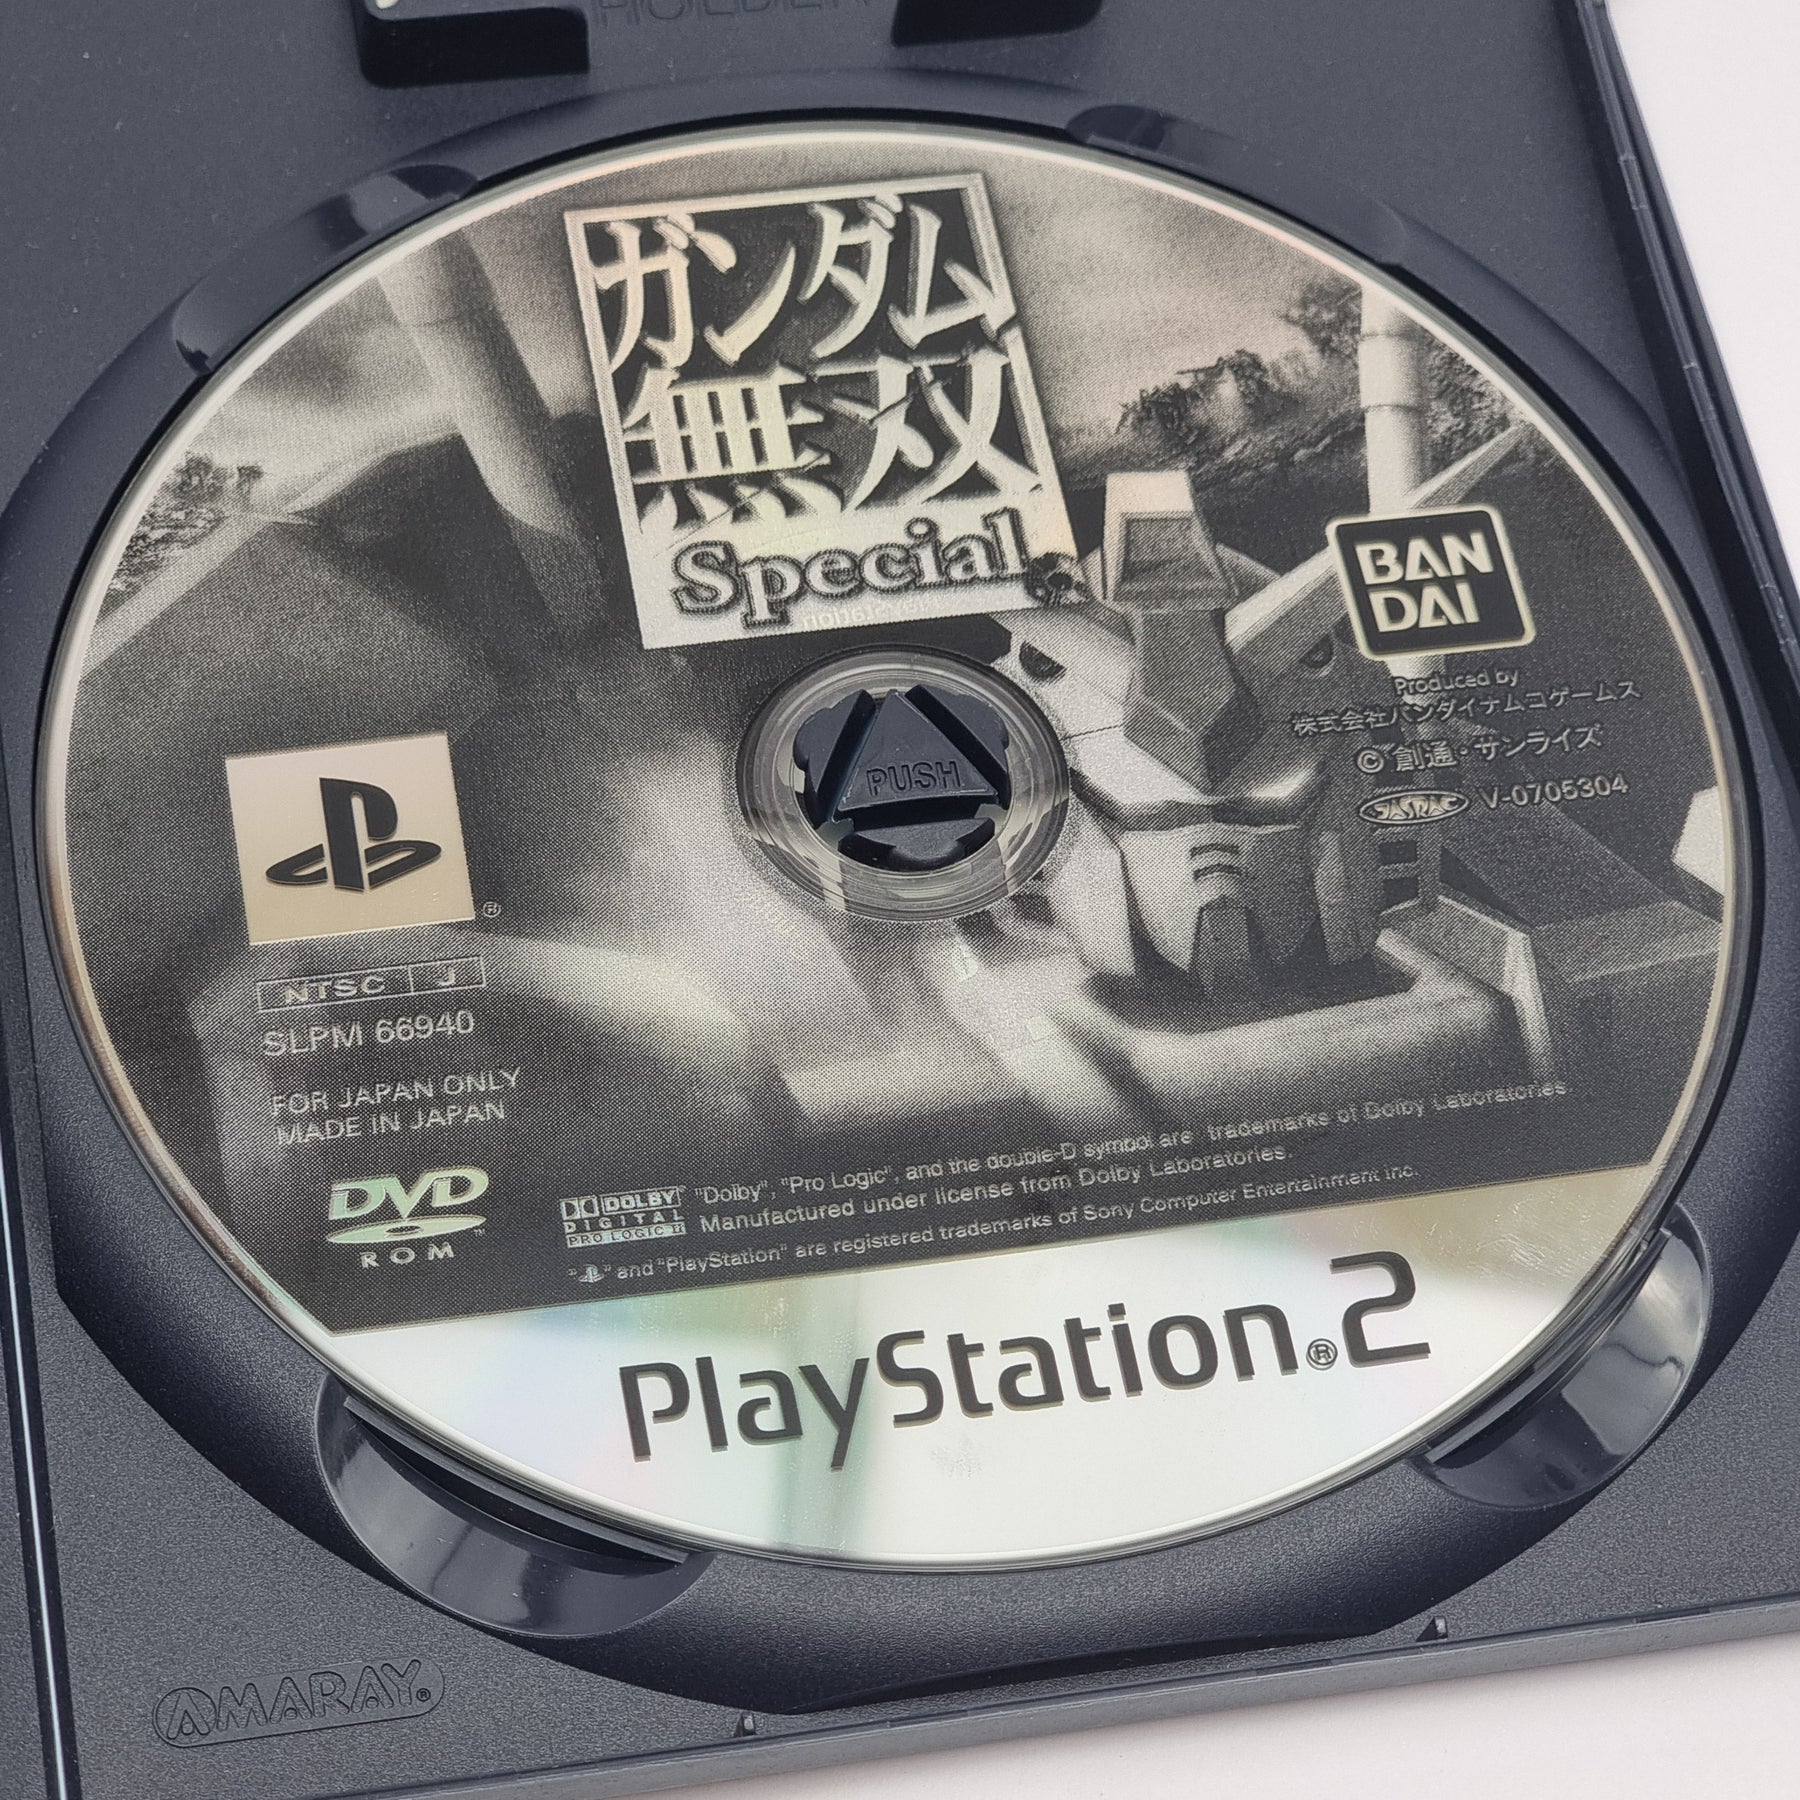 HOLDER
ガンダム
無双
Special
BAN
DAI
Produced by
株式会社バンダイナムコゲームス
© 創通・サンライズ
JASRAC V-0705304
PUSH
®
NTSC J
SLPM 66940
FOR JAPAN ONLY
MADE IN JAPAN
DVD
ROM
™
DOLBY
DIGITAL
PRO LOGIC II
"Dolby", "Pro Logic", and the double-D symbol are trademarks of Dolby Laboratories.
Manufactured under license from Dolby Laboratories.
" " and "PlayStation" are registered trademarks of Sony Computer Entertainment Inc.
PlayStation®2
AMARAY®